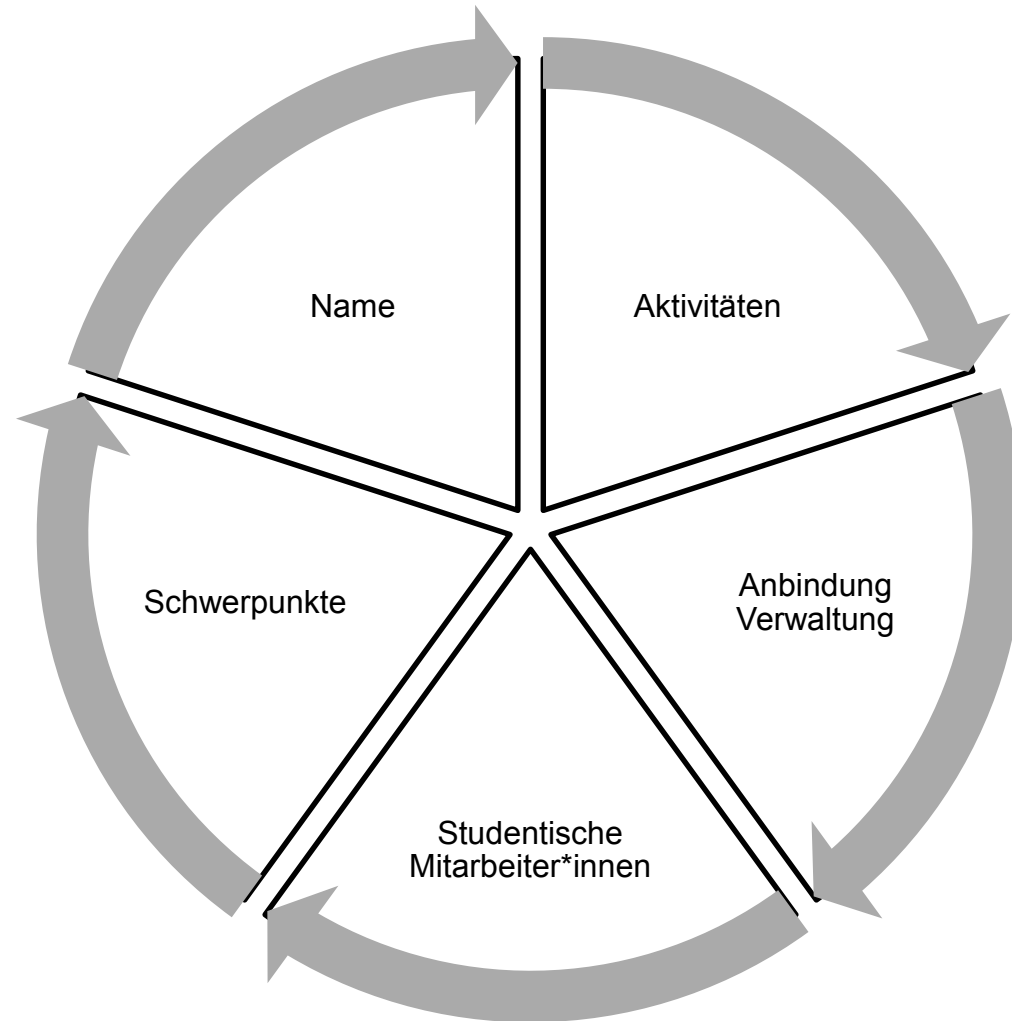 Name
Aktivitäten
Schwerpunkte
Anbindung
Verwaltung
Studentische
Mitarbeiter*innen